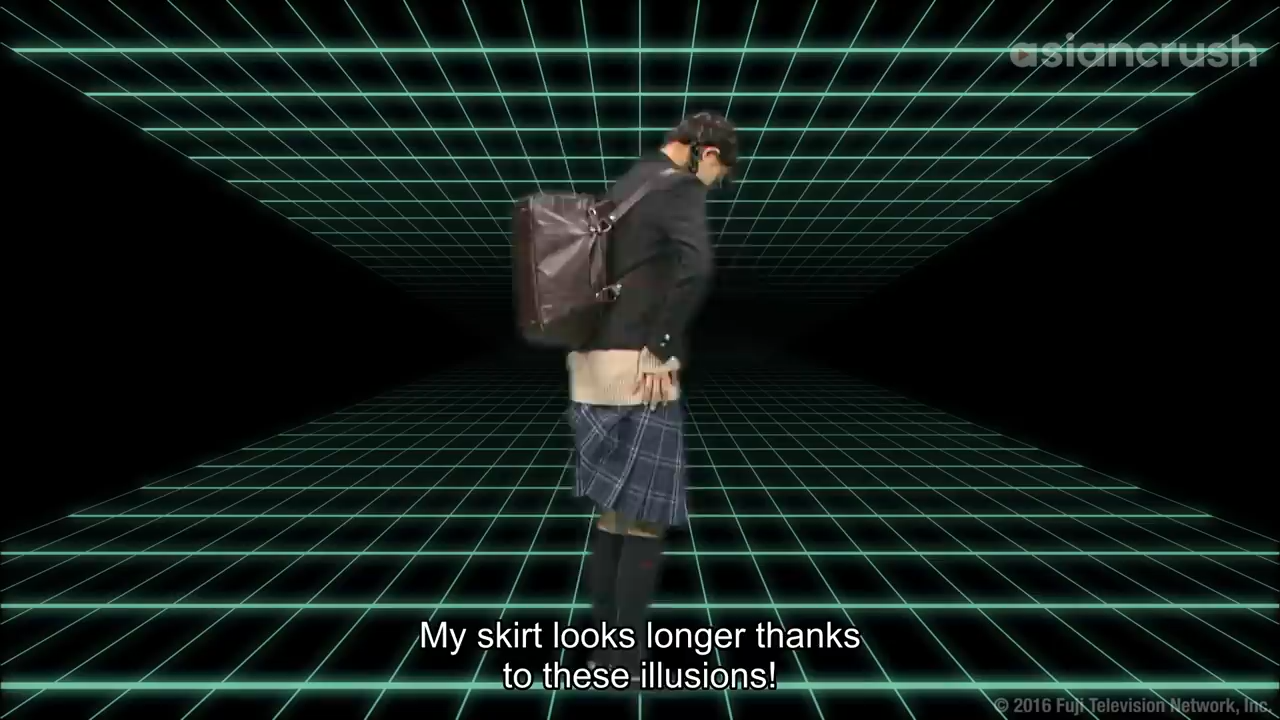 asiancrush
My skirt looks longer thanks
to these illusions!
© 2016 Fuji Television Network, Inc.